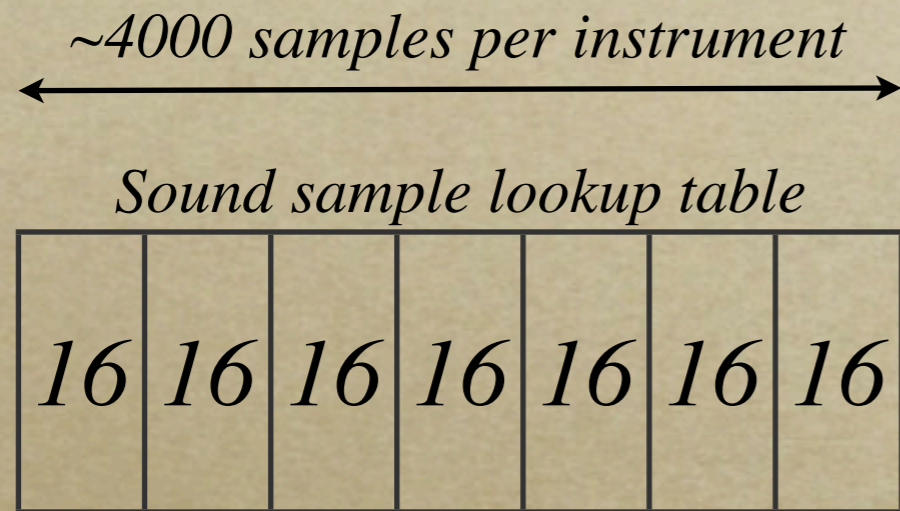 ~4000 samples per instrument
Sound sample lookup table
16 16 16 16 16 16 16